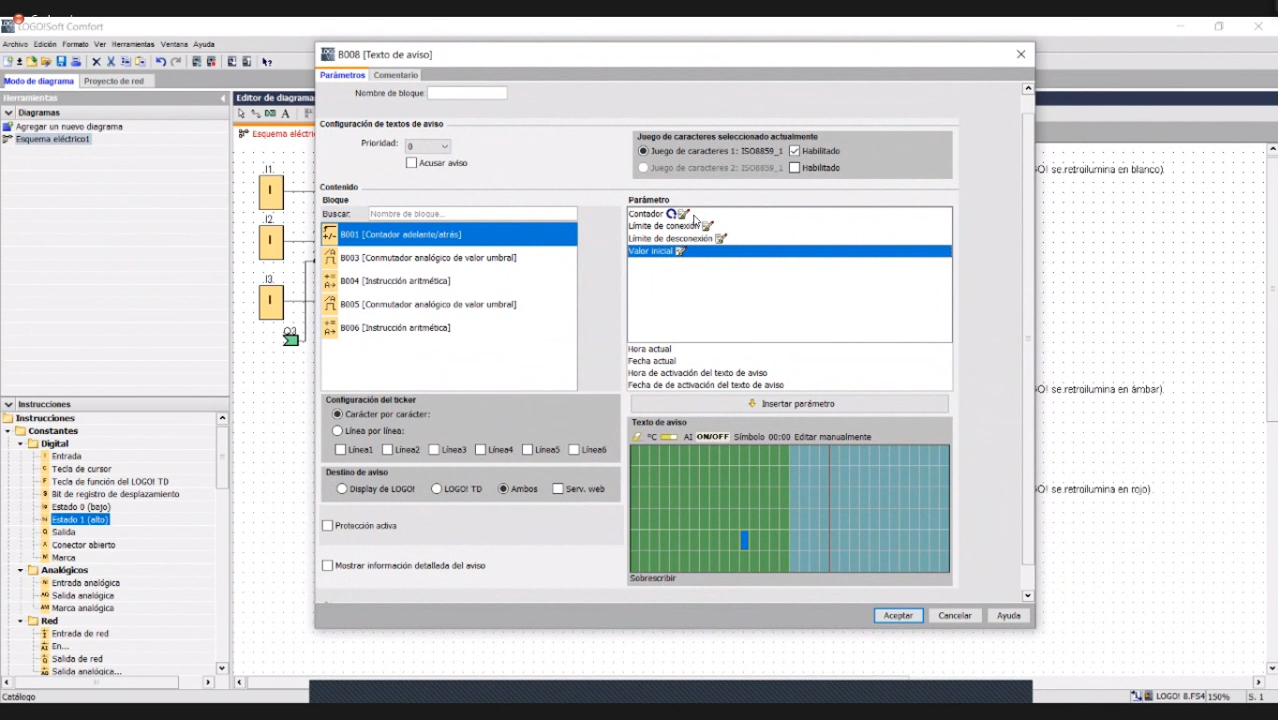 LOGO!Soft Comfort
Archivo Edición Formato Ver Herramientas Ventana Ayuda
Modo de diagrama Proyecto de red
Herramientas
Diagramas
Agregar un nuevo diagrama
Esquema eléctrico1
Editor de diagrama
Esquema eléctri
I1
I
I2
I
I3
I
Q3
O! se retroilumina en blanco)
O! se retroilumina en ámbar)
O! se retroilumina en rojo)
Instrucciones
Instrucciones
Constantes
Digital
Entrada
Tecla de cursor
Tecla de función del LOGO! TD
Bit de registro de desplazamiento
Estado 0 (bajo)
Estado 1 (alto)
Salida
Conector abierto
Marca
Analógicos
Entrada analógica
Salida analógica
Marca analógica
Red
Entrada de red
En...
Salida de red
Salida analógica...
Catálogo
LOGO! 8.FS4 150% S. 1
B008 [Texto de aviso]
Parámetros Comentario
Nombre de bloque
Configuración de textos de aviso
Prioridad: 0
Acusar aviso
Juego de caracteres seleccionado actualmente
Juego de caracteres 1: ISO8859_1 Habilitado
Juego de caracteres 2: ISO8859_1 Habilitado
Contenido
Bloque
Buscar: Nombre de bloque...
B001 [Contador adelante/atrás]
B003 [Conmutador analógico de valor umbral]
B004 [Instrucción aritmética]
B005 [Conmutador analógico de valor umbral]
B006 [Instrucción aritmética]
Parámetro
Contador
Límite de conexión
Límite de desconexión
Valor inicial
Hora actual
Fecha actual
Hora de activación del texto de aviso
Fecha de de activación del texto de aviso
Insertar parámetro
Configuración del ticker
Carácter por carácter:
Línea por línea:
Línea1 Línea2 Línea3 Línea4 Línea5 Línea6
Destino de aviso
Display de LOGO! LOGO! TD Ambos Serv. web
Protección activa
Mostrar información detallada del aviso
Texto de aviso
°C AI ON/OFF Símbolo 00:00 Editar manualmente
Sobrescribir
Aceptar Cancelar Ayuda